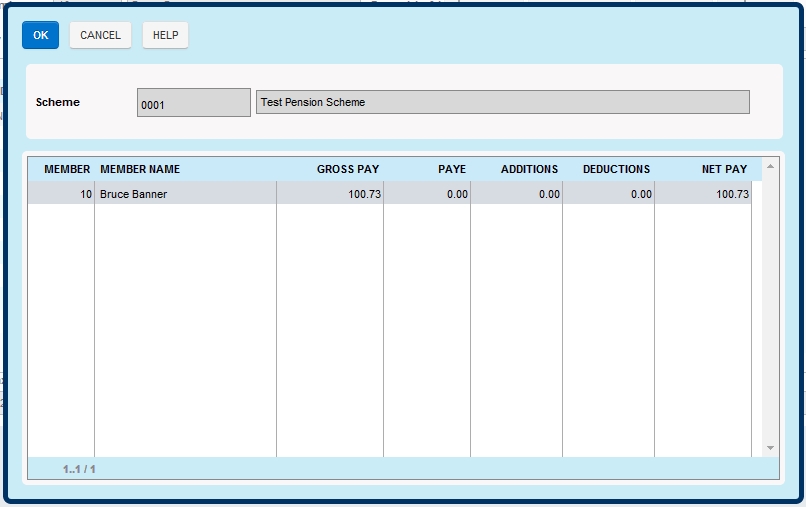 OK CANCEL HELP
Scheme 0001 Test Pension Scheme
MEMBER MEMBER NAME GROSS PAY PAYE ADDITIONS DEDUCTIONS NET PAY
10 Bruce Banner 100.73 0.00 0.00 0.00 100.73
1..1 / 1